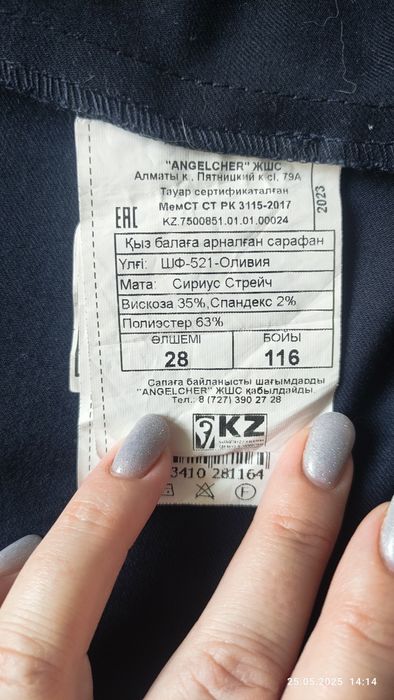 "ANGELCHER" ЖШС
Алматы к., Пятницкий к-сі, 79А
Тауар сертификатталған
МемСТ СТ РК 3115-2017
EAC KZ.7500851.01.01.00024
2023
Қыз балаға арналған сарафан
Үлгі: ШФ-521-Оливия
Мата: Сириус Стрейч
Вискоза 35%,Спандекс 2%
Полиэстер 63%
ӨЛШЕМІ БОЙЫ
28 116
Сапаға байланысты шағымдарды
"ANGELCHER" ЖШС қабылдайды.
Тел.: 8 (727) 390 27 28
KZ
3410 281164
F
25.05.2025 14:14